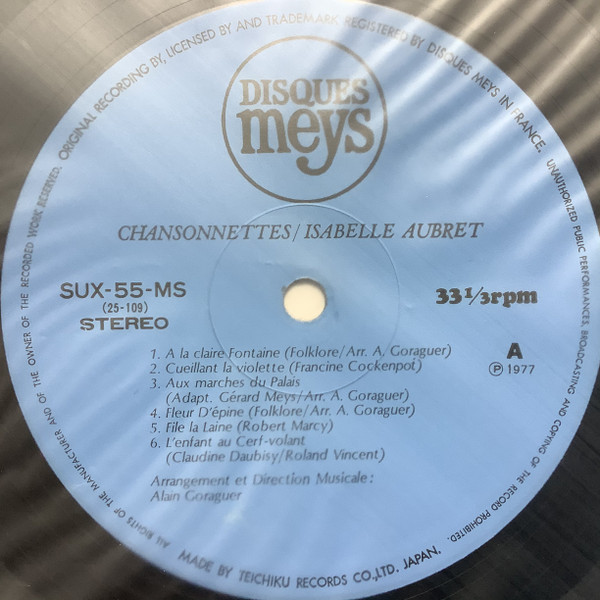 ORIGINAL RECORDING BY, LICENSED BY AND TRADEMARK REGISTERED BY DISQUES MEYS IN FRANCE.
UNAUTHORIZED PUBLIC PERFORMANCES, BROADCASTING AND COPYING OF THE RECORD PROHIBITED.
ALL RIGHTS OF THE MANUFACTURER AND OF THE OWNER OF THE RECORDED WORK RESERVED.
DISQUES
meys
CHANSONNETTES/ISABELLE AUBRET
SUX-55-MS
(25-109)
STEREO
33 1/3rpm
A
Ⓟ 1977
1. A la claire Fontaine (Folklore/Arr. A. Goraguer)
2. Cueillant la violette (Francine Cockenpot)
3. Aux marches du Palais
(Adapt. Gérard Meys/Arr. A. Goraguer)
4. Fleur D'épine (Folklore/Arr. A. Goraguer)
5. File la Laine (Robert Marcy)
6. L'enfant au Cerf-volant
(Claudine Daubisy/Roland Vincent)
Arrangement et Direction Musicale:
Alain Goraguer
MADE BY TEICHIKU RECORDS CO.,LTD. JAPAN.